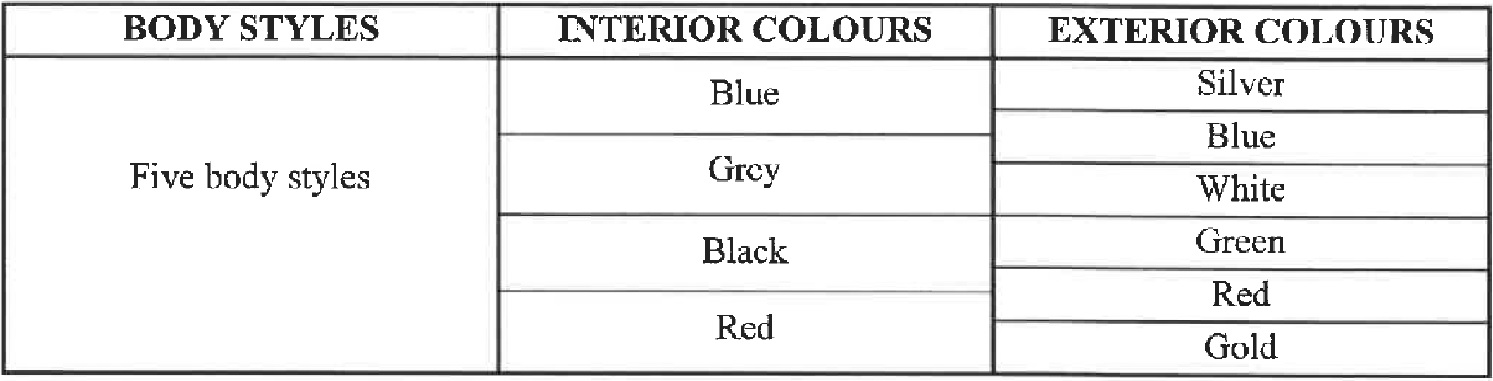 BODY STYLES INTERIOR COLOURS EXTERIOR COLOURS
Five body styles
Blue
Grey
Black
Red
Silver
Blue
White
Green
Red
Gold